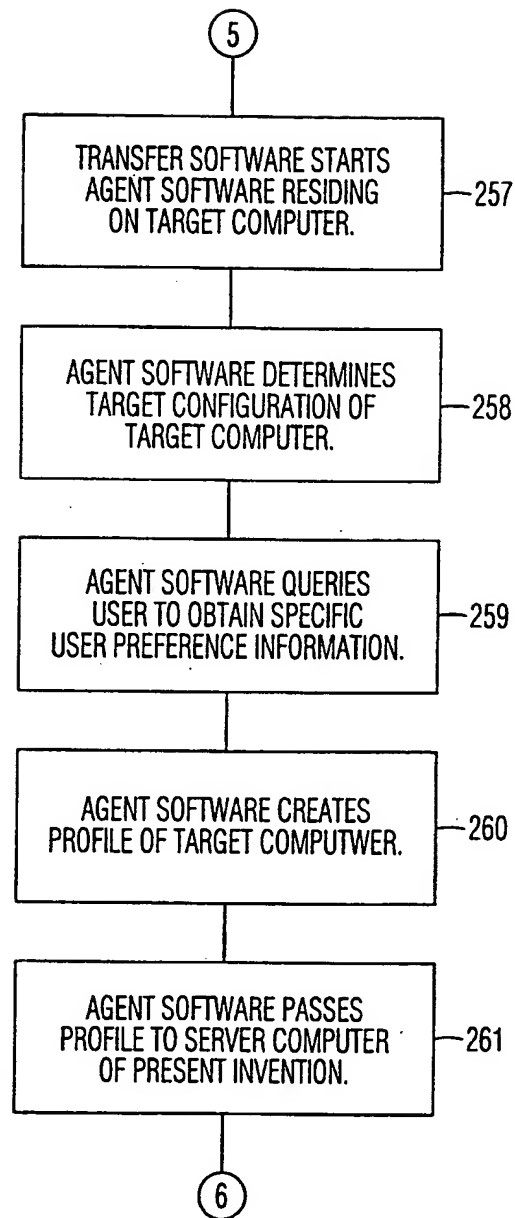 5
TRANSFER SOFTWARE STARTS
AGENT SOFTWARE RESIDING
ON TARGET COMPUTER.
257
AGENT SOFTWARE DETERMINES
TARGET CONFIGURATION OF
TARGET COMPUTER.
258
AGENT SOFTWARE QUERIES
USER TO OBTAIN SPECIFIC
USER PREFERENCE INFORMATION.
259
AGENT SOFTWARE CREATES
PROFILE OF TARGET COMPUTWER.
260
AGENT SOFTWARE PASSES
PROFILE TO SERVER COMPUTER
OF PRESENT INVENTION.
261
6